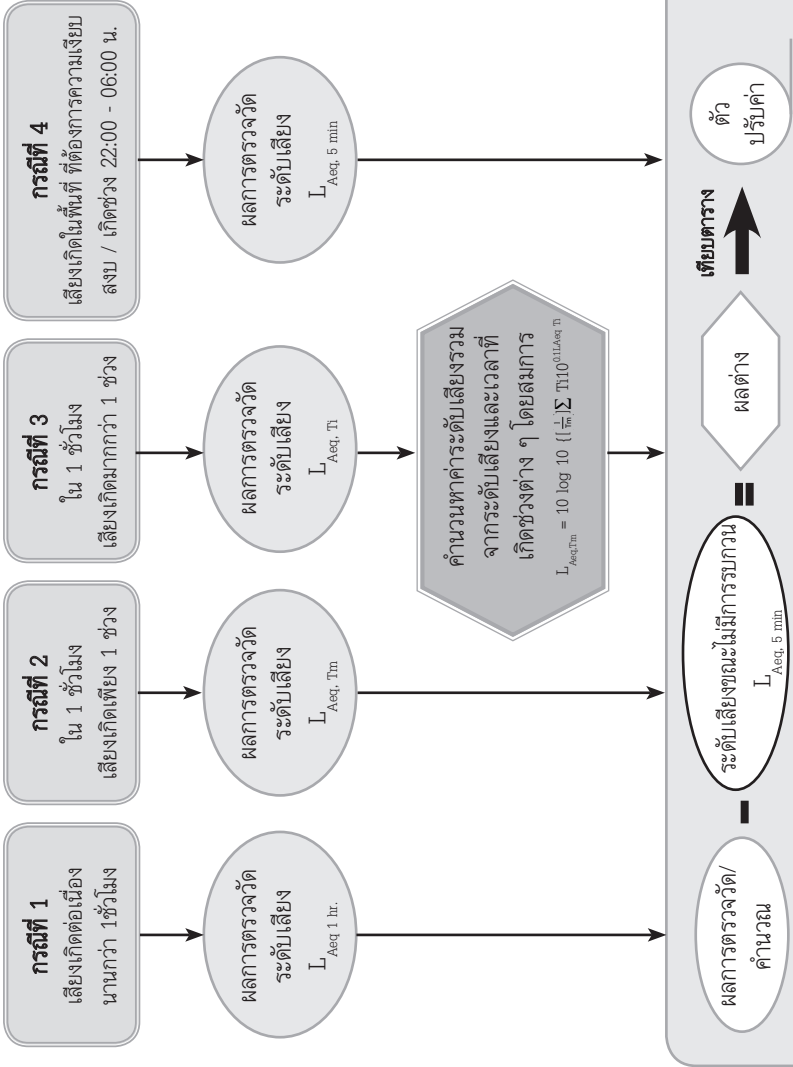 กรณีที่ 1
เสียงเกิดต่อเนื่อง
นานกว่า 1ชั่วโมง
กรณีที่ 2
ใน 1 ชั่วโมง
เสียงเกิดเพียง 1 ช่วง
กรณีที่ 3
ใน 1 ชั่วโมง
เสียงเกิดมากกว่า 1 ช่วง
กรณีที่ 4
เสียงเกิดในพื้นที่ ที่ต้องการความเงียบ
สงบ / เกิดช่วง 22:00 - 06:00 น.
ผลการตรวจวัด
ระดับเสียง
L Aeq 1 hr.
ผลการตรวจวัด
ระดับเสียง
L Aeq, Tm
ผลการตรวจวัด
ระดับเสียง
L Aeq, Ti
ผลการตรวจวัด
ระดับเสียง
L Aeq, 5 min
คำนวนหาค่าระดับเสียงรวม
จากระดับเสียงและเวลาที่
เกิดช่วงต่าง ๆ โดยสมการ
L Aeq,Tm = 10 log 10 {[1/Tm]∑ Ti10^0.1LAeq Ti
ผลการตรวจวัด/
คำนวณ
-
ระดับเสียงขณะไม่มีการรบกวน
L Aeq, 5 min
=
ผลต่าง
เทียบตาราง
ตัว
ปรับค่า